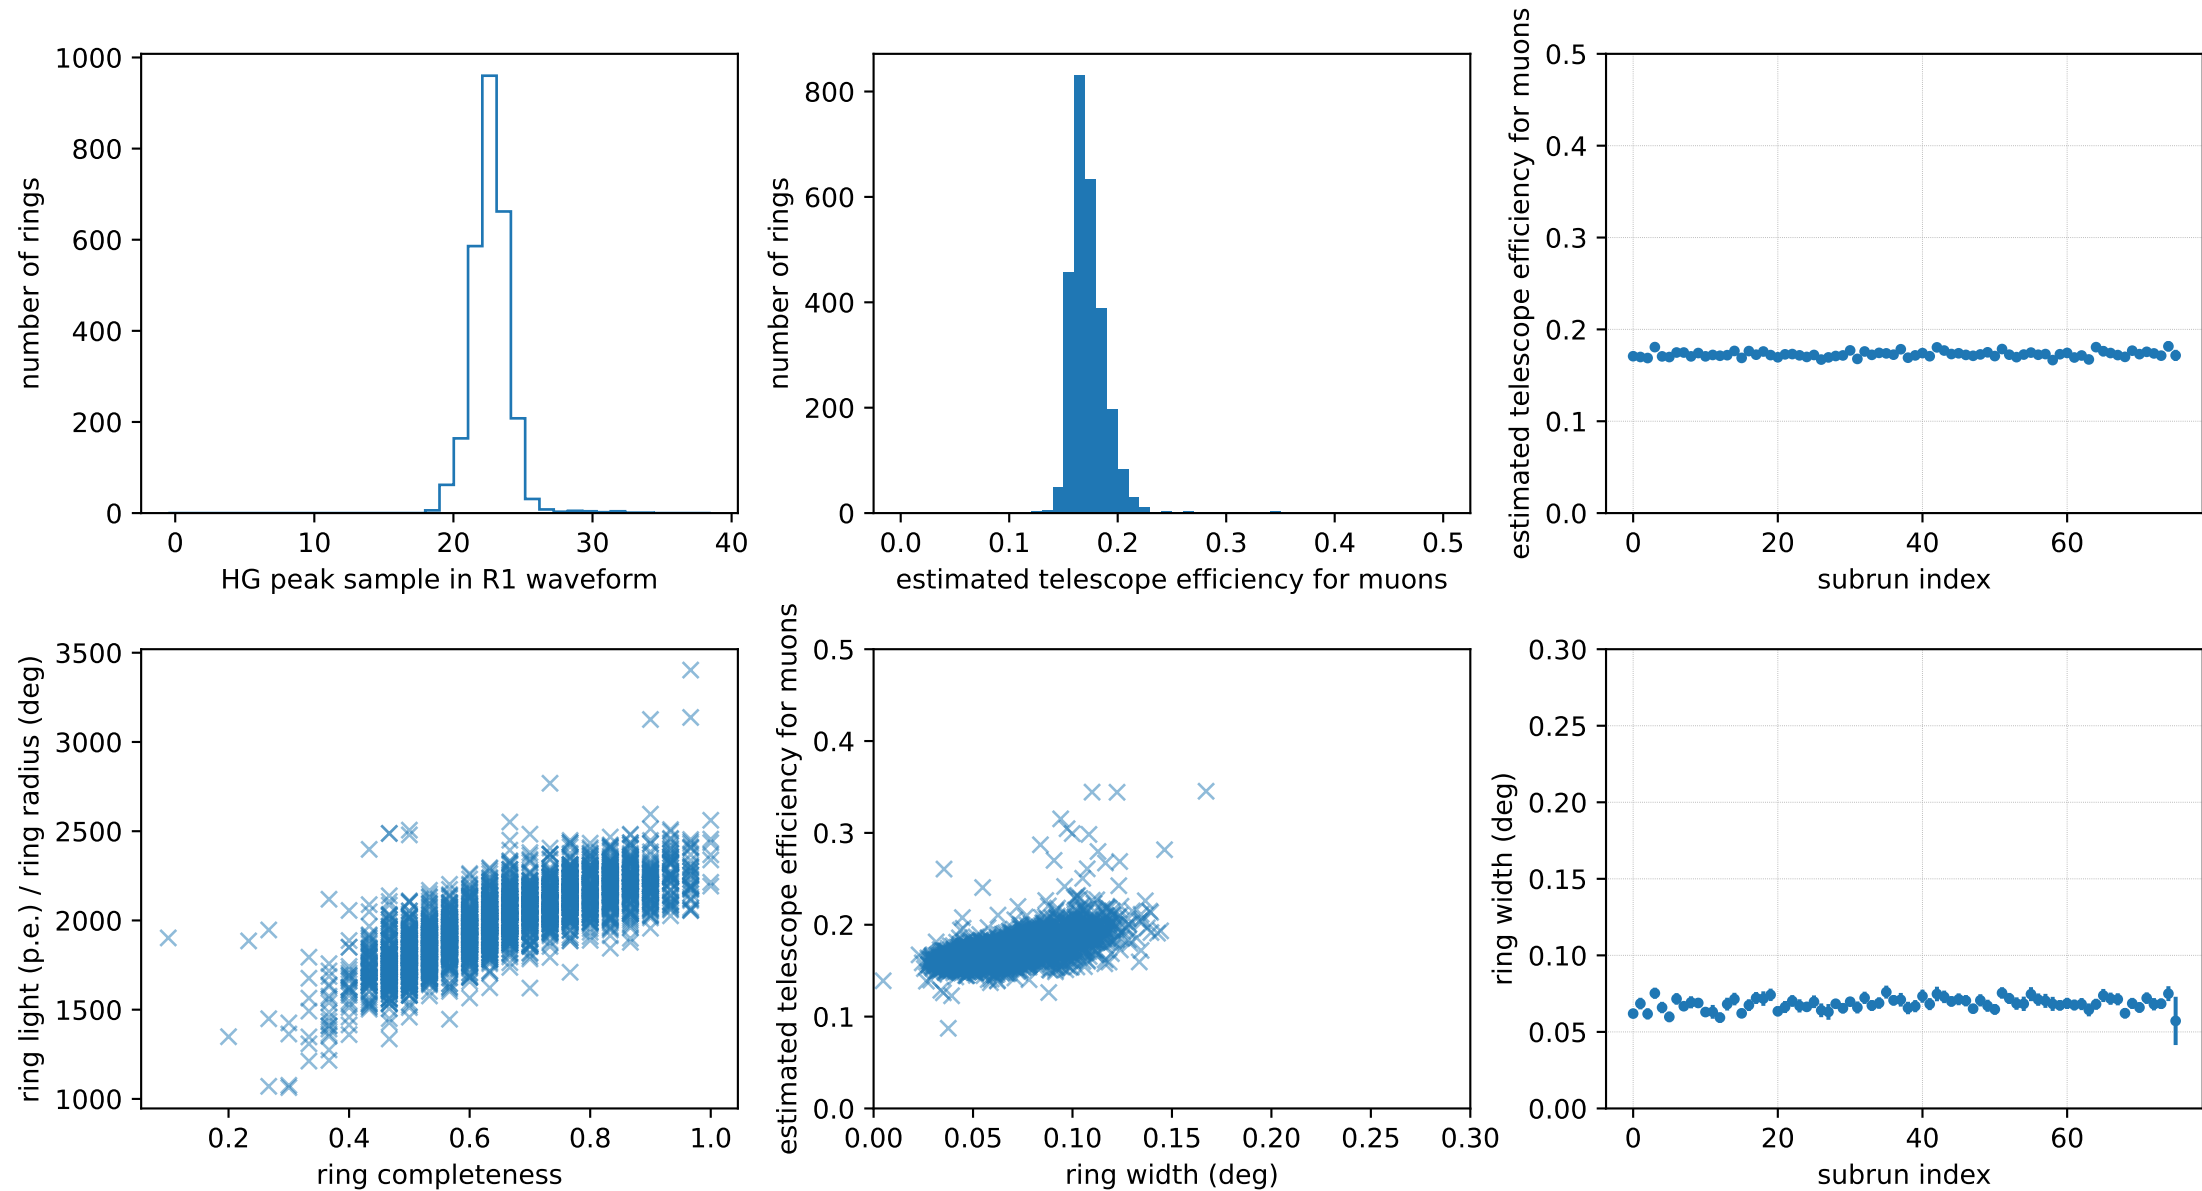 number of rings
1000
800
600
400
200
0
0 10 20 30 40
HG peak sample in R1 waveform
number of rings
800
600
400
200
0
0.0 0.1 0.2 0.3 0.4 0.5
estimated telescope efficiency for muons
estimated telescope efficiency for muons
0.5
0.4
0.3
0.2
0.1
0.0
0 20 40 60
subrun index
ring light (p.e.) / ring radius (deg)
3500
3000
2500
2000
1500
1000
0.2 0.4 0.6 0.8 1.0
ring completeness
estimated telescope efficiency for muons
0.5
0.4
0.3
0.2
0.1
0.0
0.00 0.05 0.10 0.15 0.20 0.25 0.30
ring width (deg)
ring width (deg)
0.30
0.25
0.20
0.15
0.10
0.05
0.00
0 20 40 60
subrun index